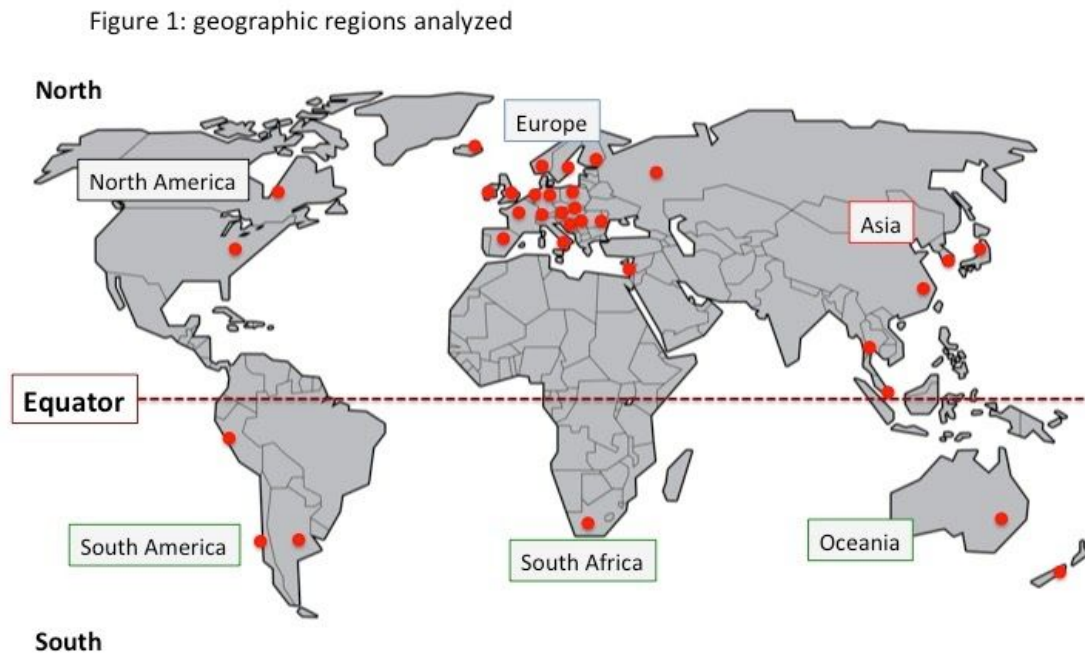 Figure 1: geographic regions analyzed
North
Europe
North America
Asia
Equator
South America
South Africa
Oceania
South